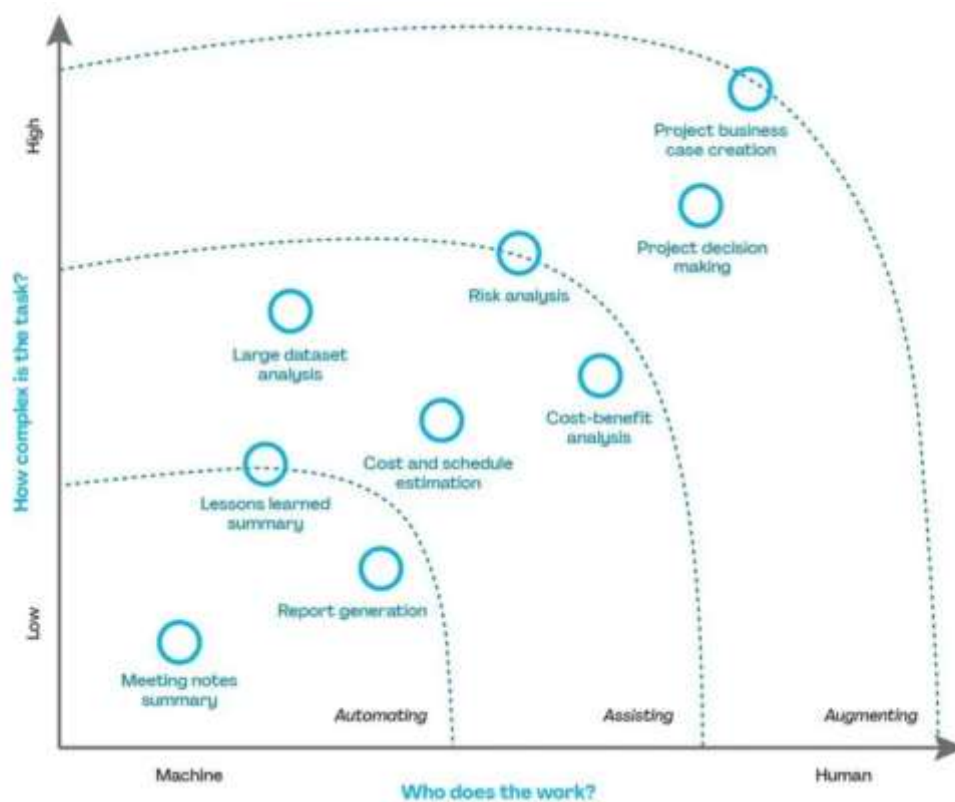 How complex is the task?
High
Low
Project business
case creation
Project decision
making
Risk analysis
Large dataset
analysis
Cost-benefit
analysis
Cost and schedule
estimation
Lessons learned
summary
Report generation
Meeting notes
summary
Automating
Assisting
Augmenting
Machine
Human
Who does the work?